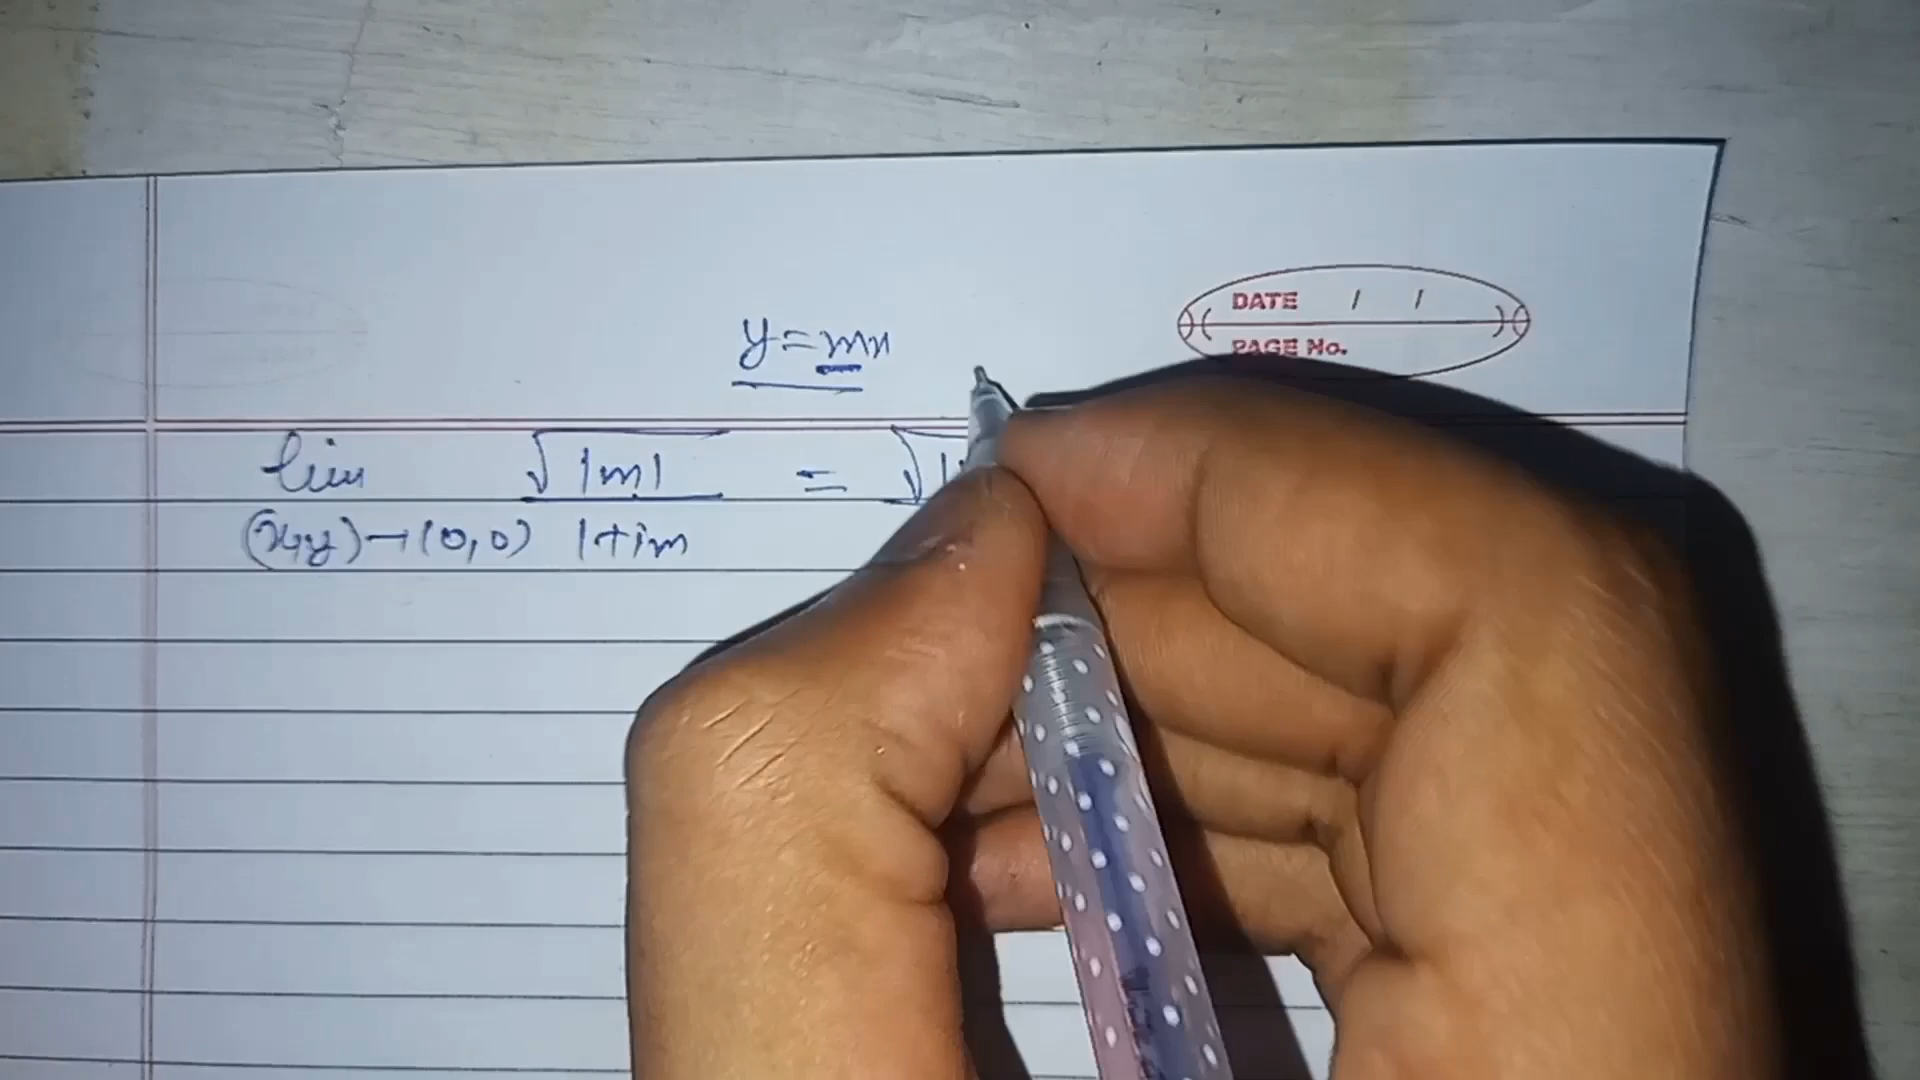 DATE / /
PAGE No.
y=mx
lim √|m| = √|
(x,y)→(0,0) 1+im